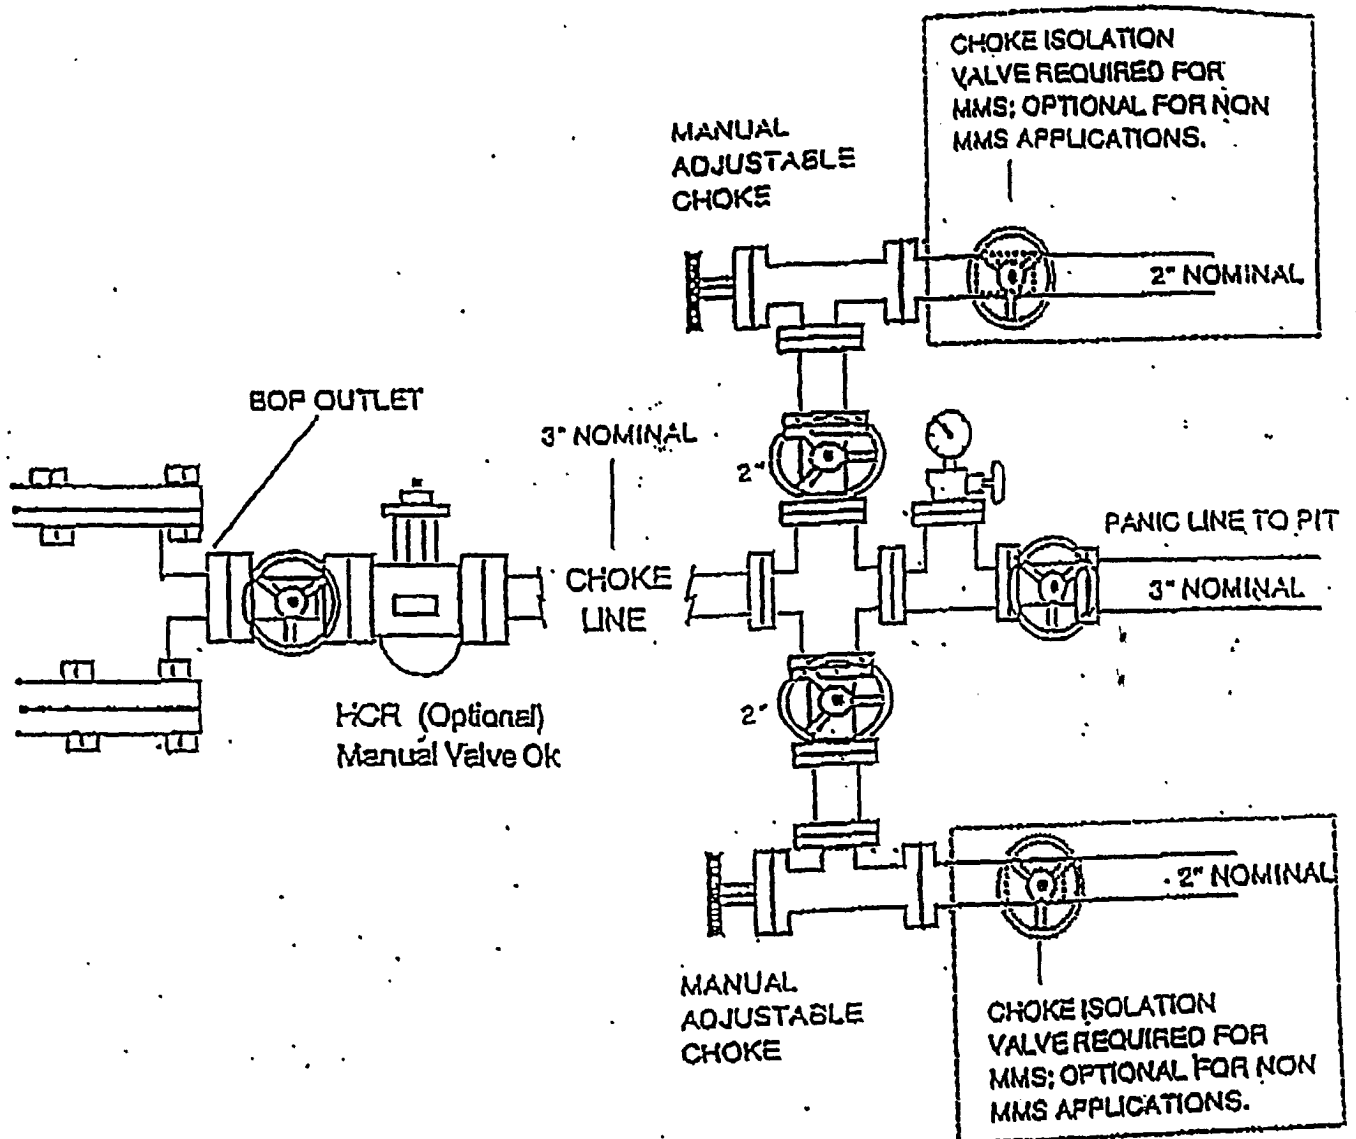 CHOKE ISOLATION
VALVE REQUIRED FOR
MMS; OPTIONAL FOR NON
MMS APPLICATIONS.
MANUAL
ADJUSTABLE
CHOKE
2" NOMINAL
BOP OUTLET
3" NOMINAL
2"
PANIC LINE TO PIT
3" NOMINAL
CHOKE
LINE
HCR (Optional)
Manual Valve Ok
2"
2" NOMINAL
MANUAL
ADJUSTABLE
CHOKE
CHOKE ISOLATION
VALVE REQUIRED FOR
MMS; OPTIONAL FOR NON
MMS APPLICATIONS.